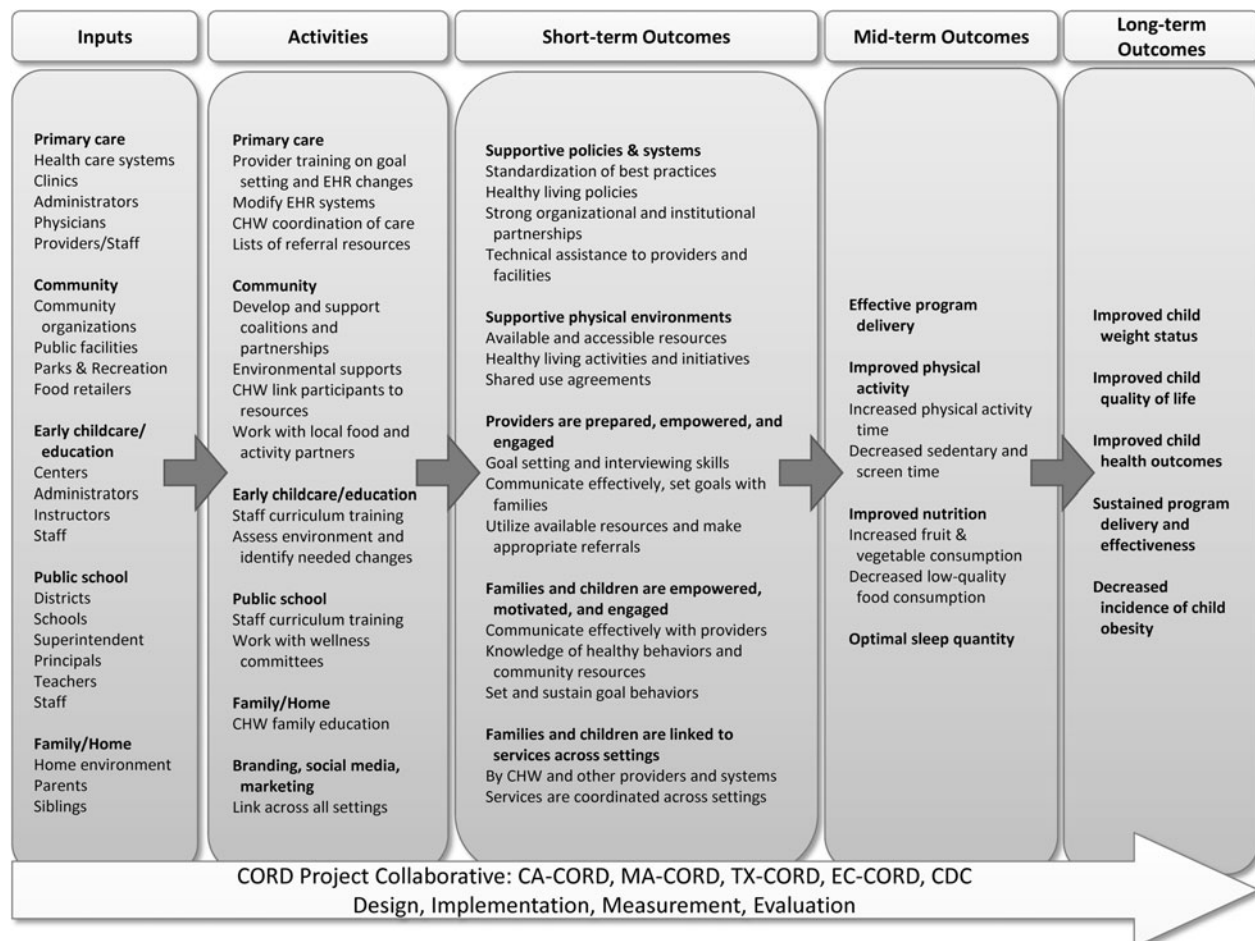 Inputs
Activities
Short-term Outcomes
Mid-term Outcomes
Long-term
Outcomes
Primary care
Health care systems
Clinics
Administrators
Physicians
Providers/Staff
Community
Community
organizations
Public facilities
Parks & Recreation
Food retailers
Early childcare/
education
Centers
Administrators
Instructors
Staff
Public school
Districts
Schools
Superintendent
Principals
Teachers
Staff
Family/Home
Home environment
Parents
Siblings
Primary care
Provider training on goal
setting and EHR changes
Modify EHR systems
CHW coordination of care
Lists of referral resources
Community
Develop and support
coalitions and
partnerships
Environmental supports
CHW link participants to
resources
Work with local food and
activity partners
Early childcare/education
Staff curriculum training
Assess environment and
identify needed changes
Public school
Staff curriculum training
Work with wellness
committees
Family/Home
CHW family education
Branding, social media,
marketing
Link across all settings
Supportive policies & systems
Standardization of best practices
Healthy living policies
Strong organizational and institutional
partnerships
Technical assistance to providers and
facilities
Supportive physical environments
Available and accessible resources
Healthy living activities and initiatives
Shared use agreements
Providers are prepared, empowered, and
engaged
Goal setting and interviewing skills
Communicate effectively, set goals with
families
Utilize available resources and make
appropriate referrals
Families and children are empowered,
motivated, and engaged
Communicate effectively with providers
Knowledge of healthy behaviors and
community resources
Set and sustain goal behaviors
Families and children are linked to
services across settings
By CHW and other providers and systems
Services are coordinated across settings
Effective program
delivery
Improved physical
activity
Increased physical activity
time
Decreased sedentary and
screen time
Improved nutrition
Increased fruit &
vegetable consumption
Decreased low-quality
food consumption
Optimal sleep quantity
Improved child
weight status
Improved child
quality of life
Improved child
health outcomes
Sustained program
delivery and
effectiveness
Decreased
incidence of child
obesity
CORD Project Collaborative: CA-CORD, MA-CORD, TX-CORD, EC-CORD, CDC
Design, Implementation, Measurement, Evaluation